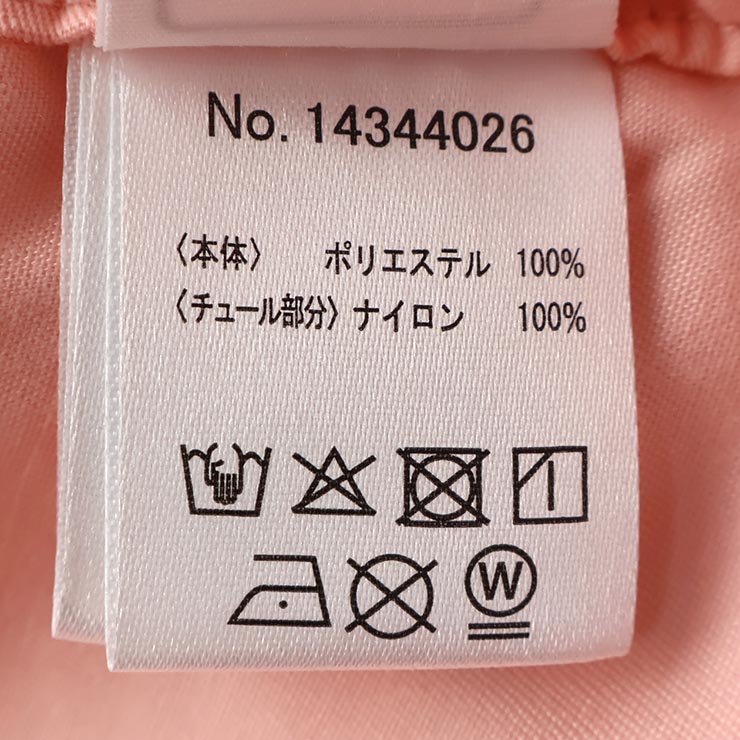 No. 14344026
〈本体〉 ポリエステル 100%
〈チュール部分〉 ナイロン 100%
W